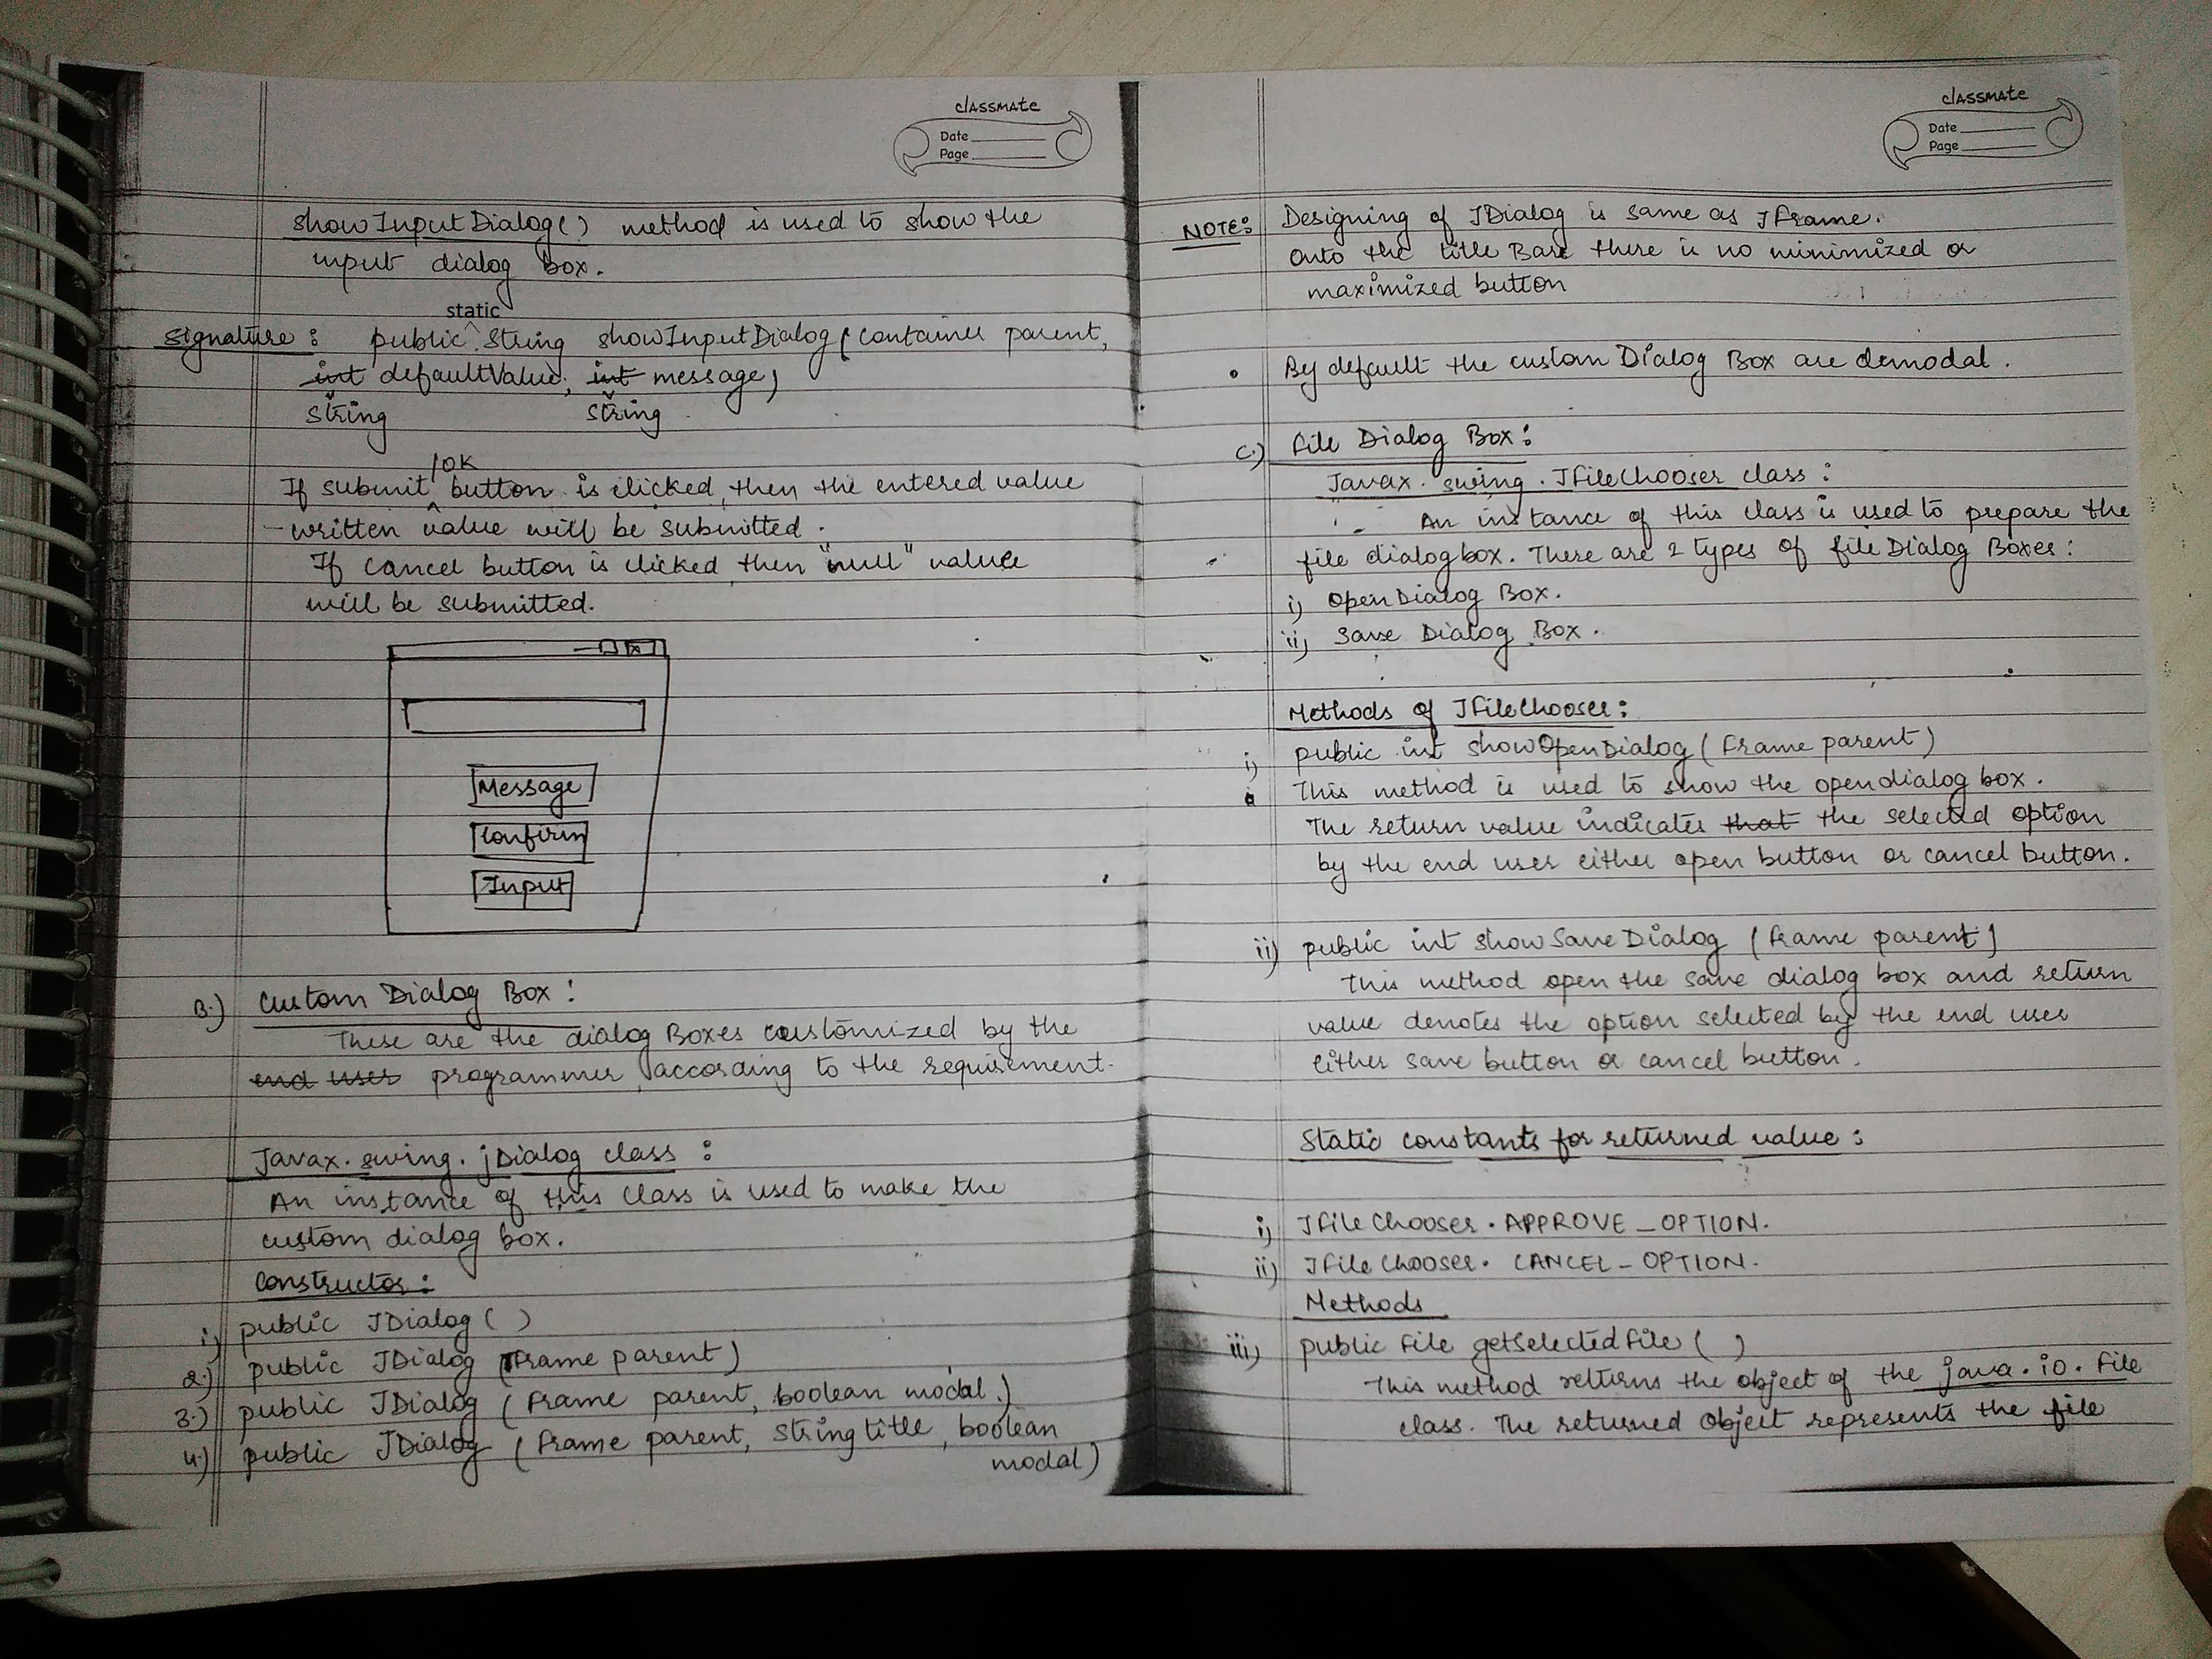 classmate
Date
Page
showInputDialog() method is used to show the
input dialog box.
static
Signature: public String showInputDialog(container parent,
int defaultValue, int message)
String String
/OK
If submit button is clicked, then the entered value
- written value will be submitted.
If cancel button is clicked, then "null" value
will be submitted.
Message
Confirm
Input
B.) Custom Dialog Box:
These are the dialog Boxes customized by the
end user programmer, according to the requirement.
Javax.swing.jDialog class:
An instance of this class is used to make the
custom dialog box.
Constructor:
i) public JDialog ( )
2.) public JDialog (Frame parent)
3.) public JDialog (Frame parent, boolean modal.)
4.) public JDialog (Frame parent, String title, boolean
modal)
classmate
Date
Page
NOTE: Designing of JDialog is same as JFrame.
Onto the title Bar there is no minimized or
maximized button
• By default the custom Dialog Box are demodal.
C.) File Dialog Box:
Javax.swing.JFileChooser class:
An instance of this class is used to prepare the
file dialogbox. There are 2 types of fileDialog Boxes:
i) OpenDialog Box.
ii) Save Dialog Box.
Methods of JFileChooser:
i) public int showOpenDialog (Frame parent)
• This method is used to show the opendialog box.
The return value indicates that the selected option
by the end user either open button or cancel button.
ii) public int showSaveDialog (Frame parent)
This method open the save dialog box and return
value denotes the option selected by the end user
either save button or cancel button.
Static constants for returned value:
i) JFileChooser.APPROVE_OPTION.
ii) JFileChooser.CANCEL_OPTION.
Methods
iii) public File getSelectedFile ( )
This method returns the object of the java.io.File
class. The returned Object represents the file